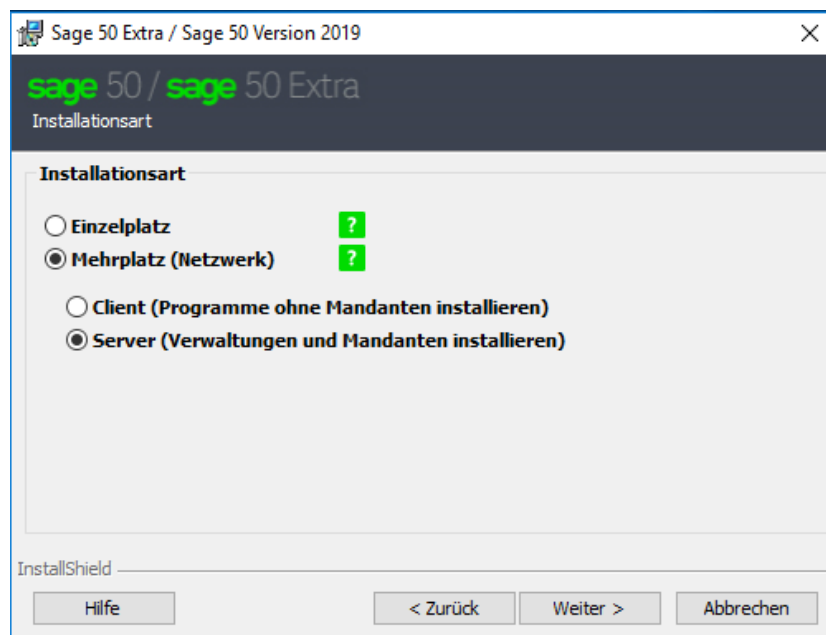 Sage 50 Extra / Sage 50 Version 2019
sage 50 / sage 50 Extra
Installationsart
Installationsart
Einzelplatz ?
Mehrplatz (Netzwerk) ?
Client (Programme ohne Mandanten installieren)
Server (Verwaltungen und Mandanten installieren)
InstallShield
Hilfe < Zurück Weiter > Abbrechen